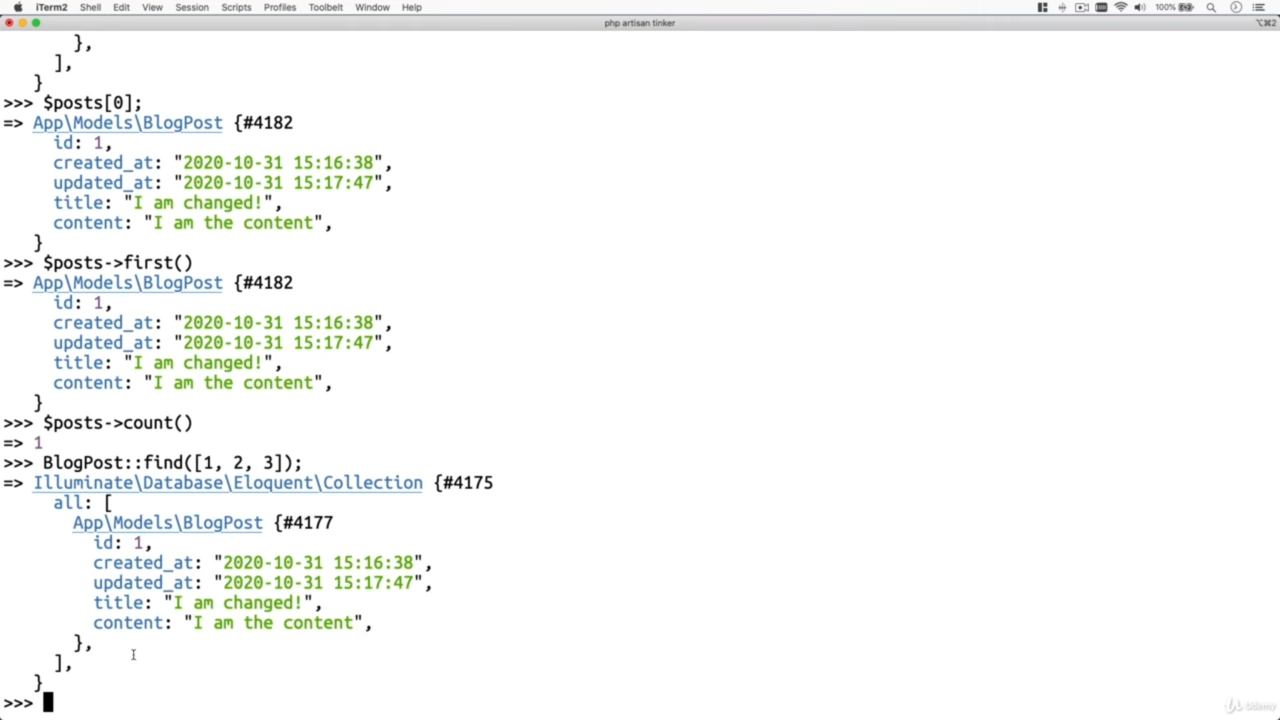 iTerm2 Shell Edit View Session Scripts Profiles Toolbelt Window Help 100%
php artisan tinker ⌥⌘2
},
],
}
>>> $posts[0];
=> App\Models\BlogPost {#4182
id: 1,
created_at: "2020-10-31 15:16:38",
updated_at: "2020-10-31 15:17:47",
title: "I am changed!",
content: "I am the content",
}
>>> $posts->first()
=> App\Models\BlogPost {#4182
id: 1,
created_at: "2020-10-31 15:16:38",
updated_at: "2020-10-31 15:17:47",
title: "I am changed!",
content: "I am the content",
}
>>> $posts->count()
=> 1
>>> BlogPost::find([1, 2, 3]);
=> Illuminate\Database\Eloquent\Collection {#4175
all: [
App\Models\BlogPost {#4177
id: 1,
created_at: "2020-10-31 15:16:38",
updated_at: "2020-10-31 15:17:47",
title: "I am changed!",
content: "I am the content",
},
],
}
>>>
Udemy